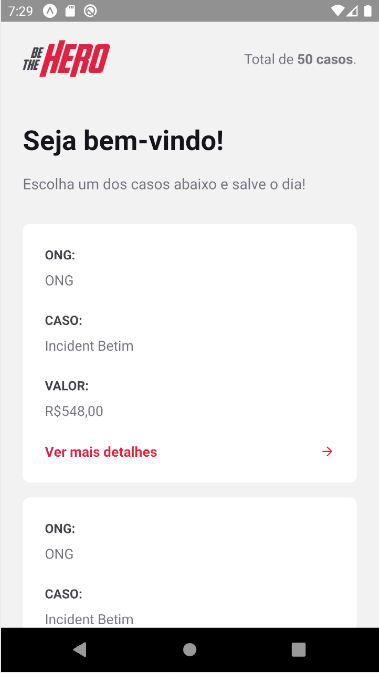 7:29
BE
THE HERO
Total de 50 casos.
Seja bem-vindo!
Escolha um dos casos abaixo e salve o dia!
ONG:
ONG
CASO:
Incident Betim
VALOR:
R$548,00
Ver mais detalhes
ONG:
ONG
CASO:
Incident Betim